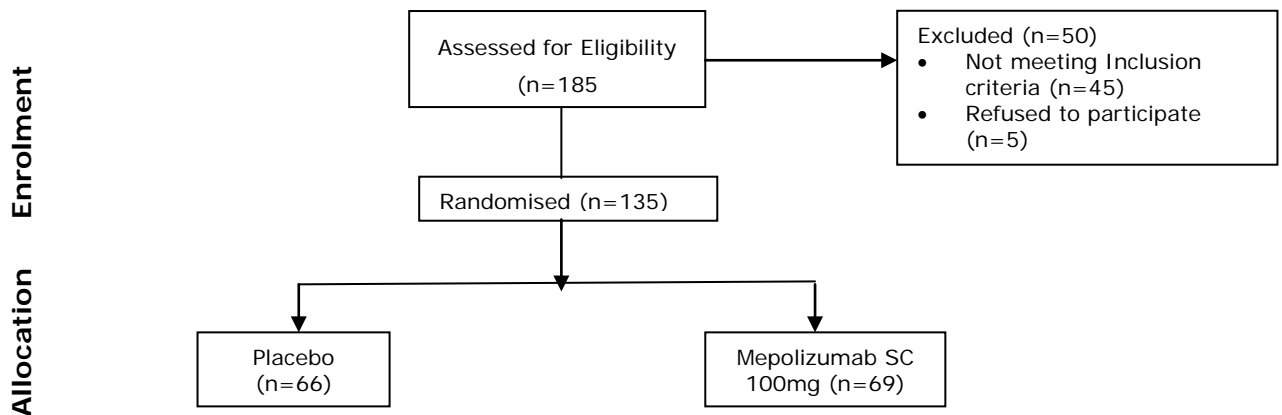 Enrolment
Assessed for Eligibility
(n=185
Excluded (n=50)
• Not meeting Inclusion
criteria (n=45)
• Refused to participate
(n=5)
Randomised (n=135)
Allocation
Placebo
(n=66)
Mepolizumab SC
100mg (n=69)